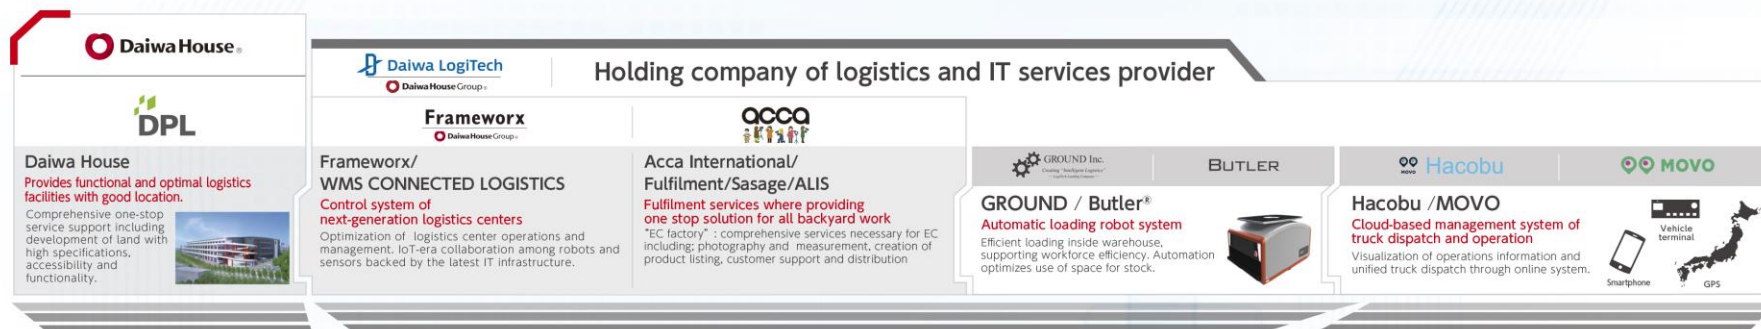 Daiwa House®
DPL
Daiwa House
Provides functional and optimal logistics
facilities with good location.
Comprehensive one-stop
service support including
development of land with
high specifications,
accessibility and
functionality.
Daiwa LogiTech
Daiwa House Group®
Holding company of logistics and IT services provider
Frameworx
Daiwa House Group®
Frameworx/
WMS CONNECTED LOGISTICS
Control system of
next-generation logistics centers
Optimization of logistics center operations and
management. IoT-era collaboration among robots and
sensors backed by the latest IT infrastructure.
acca
Acca International/
Fulfilment/Sasage/ALIS
Fulfilment services where providing
one stop solution for all backyard work
"EC factory" : comprehensive services necessary for EC
including; photography and measurement, creation of
product listing, customer support and distribution
GROUND Inc.
Creating "Intelligent Logistics"
BUTLER
GROUND / Butler®
Automatic loading robot system
Efficient loading inside warehouse,
supporting workforce efficiency. Automation
optimizes use of space for stock.
MOVO
Hacobu
MOVO
Hacobu /MOVO
Cloud-based management system of
truck dispatch and operation
Visualization of operations information and
unified truck dispatch through online system.
Vehicle
terminal
Smartphone
GPS